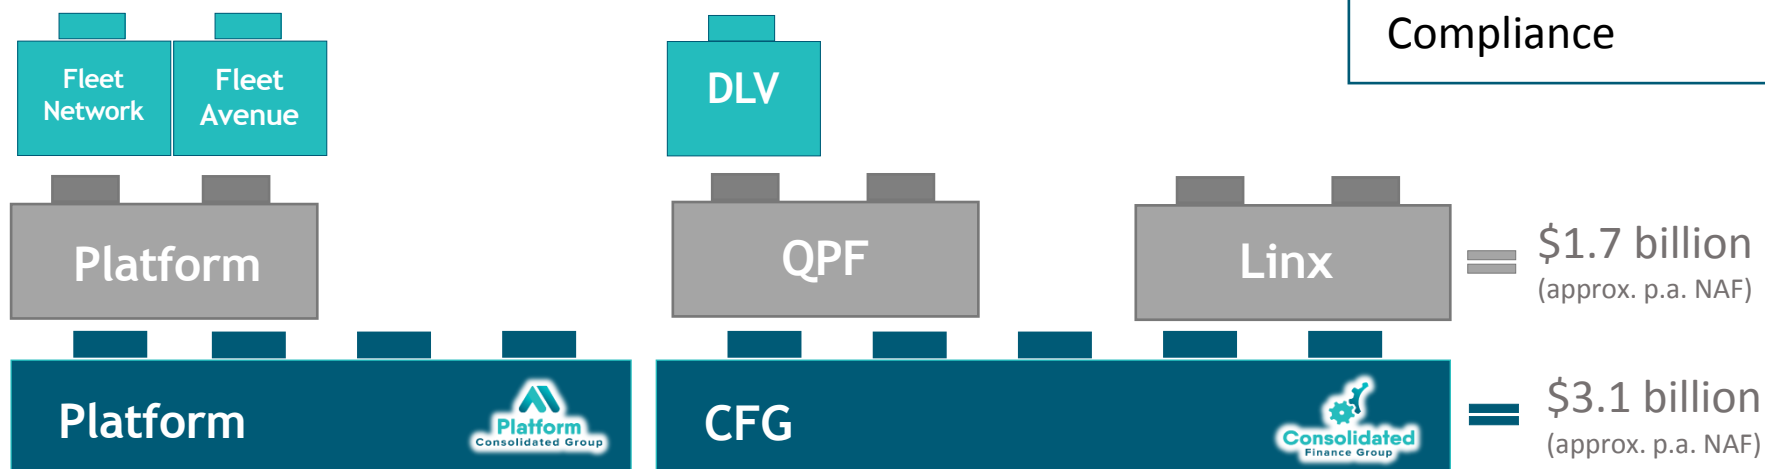 Compliance
Fleet
Network
Fleet
Avenue
DLV
Platform
QPF
Linx
$1.7 billion
(approx. p.a. NAF)
Platform
Platform
Consolidated Group
CFG
Consolidated
Finance Group
$3.1 billion
(approx. p.a. NAF)